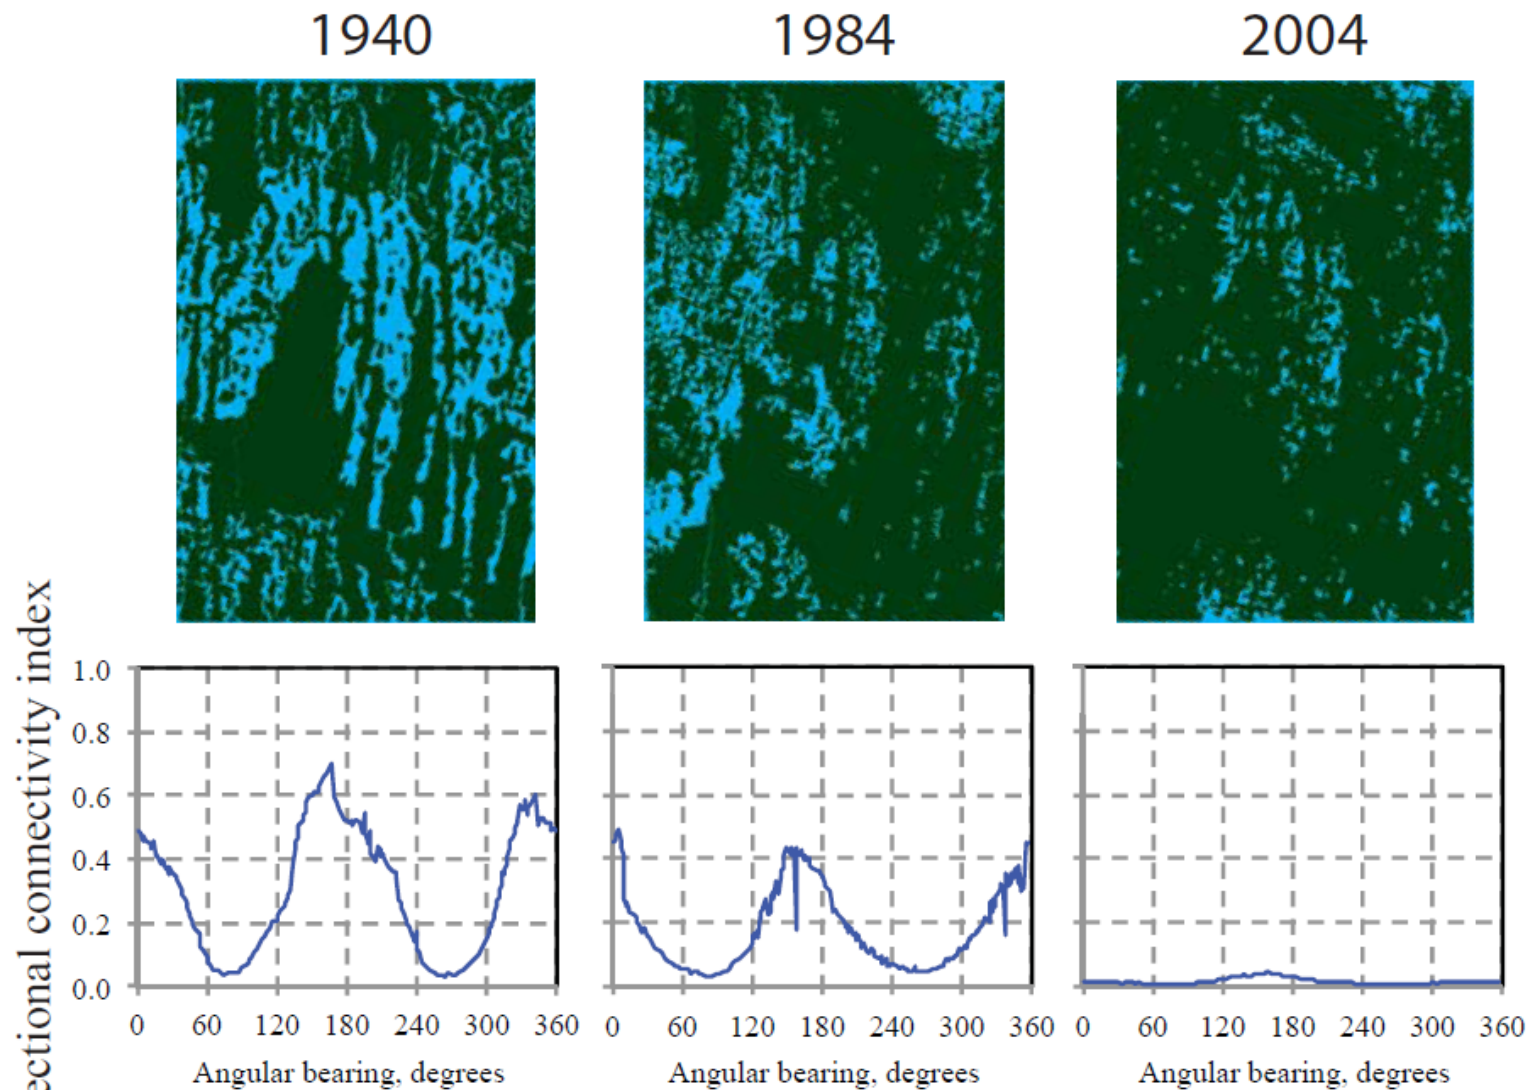 1940 1984 2004
ectional connectivity index
1.0
0.8
0.6
0.4
0.2
0.0
0 60 120 180 240 300 360 0 60 120 180 240 300 360 0 60 120 180 240 300 360
Angular bearing, degrees Angular bearing, degrees Angular bearing, degrees